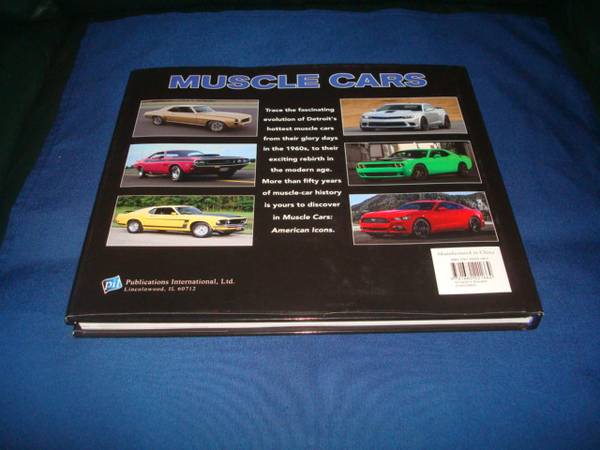 MUSCLE CARS
Trace the fascinating
evolution of Detroit's
hottest muscle cars
from their glory days
in the 1960s, to their
exciting rebirth in
the modern age.
More than fifty years
of muscle-car history
is yours to discover
in Muscle Cars:
American Icons.
pil
Publications International, Ltd.
Lincolnwood, IL 60712
Manufactured in China